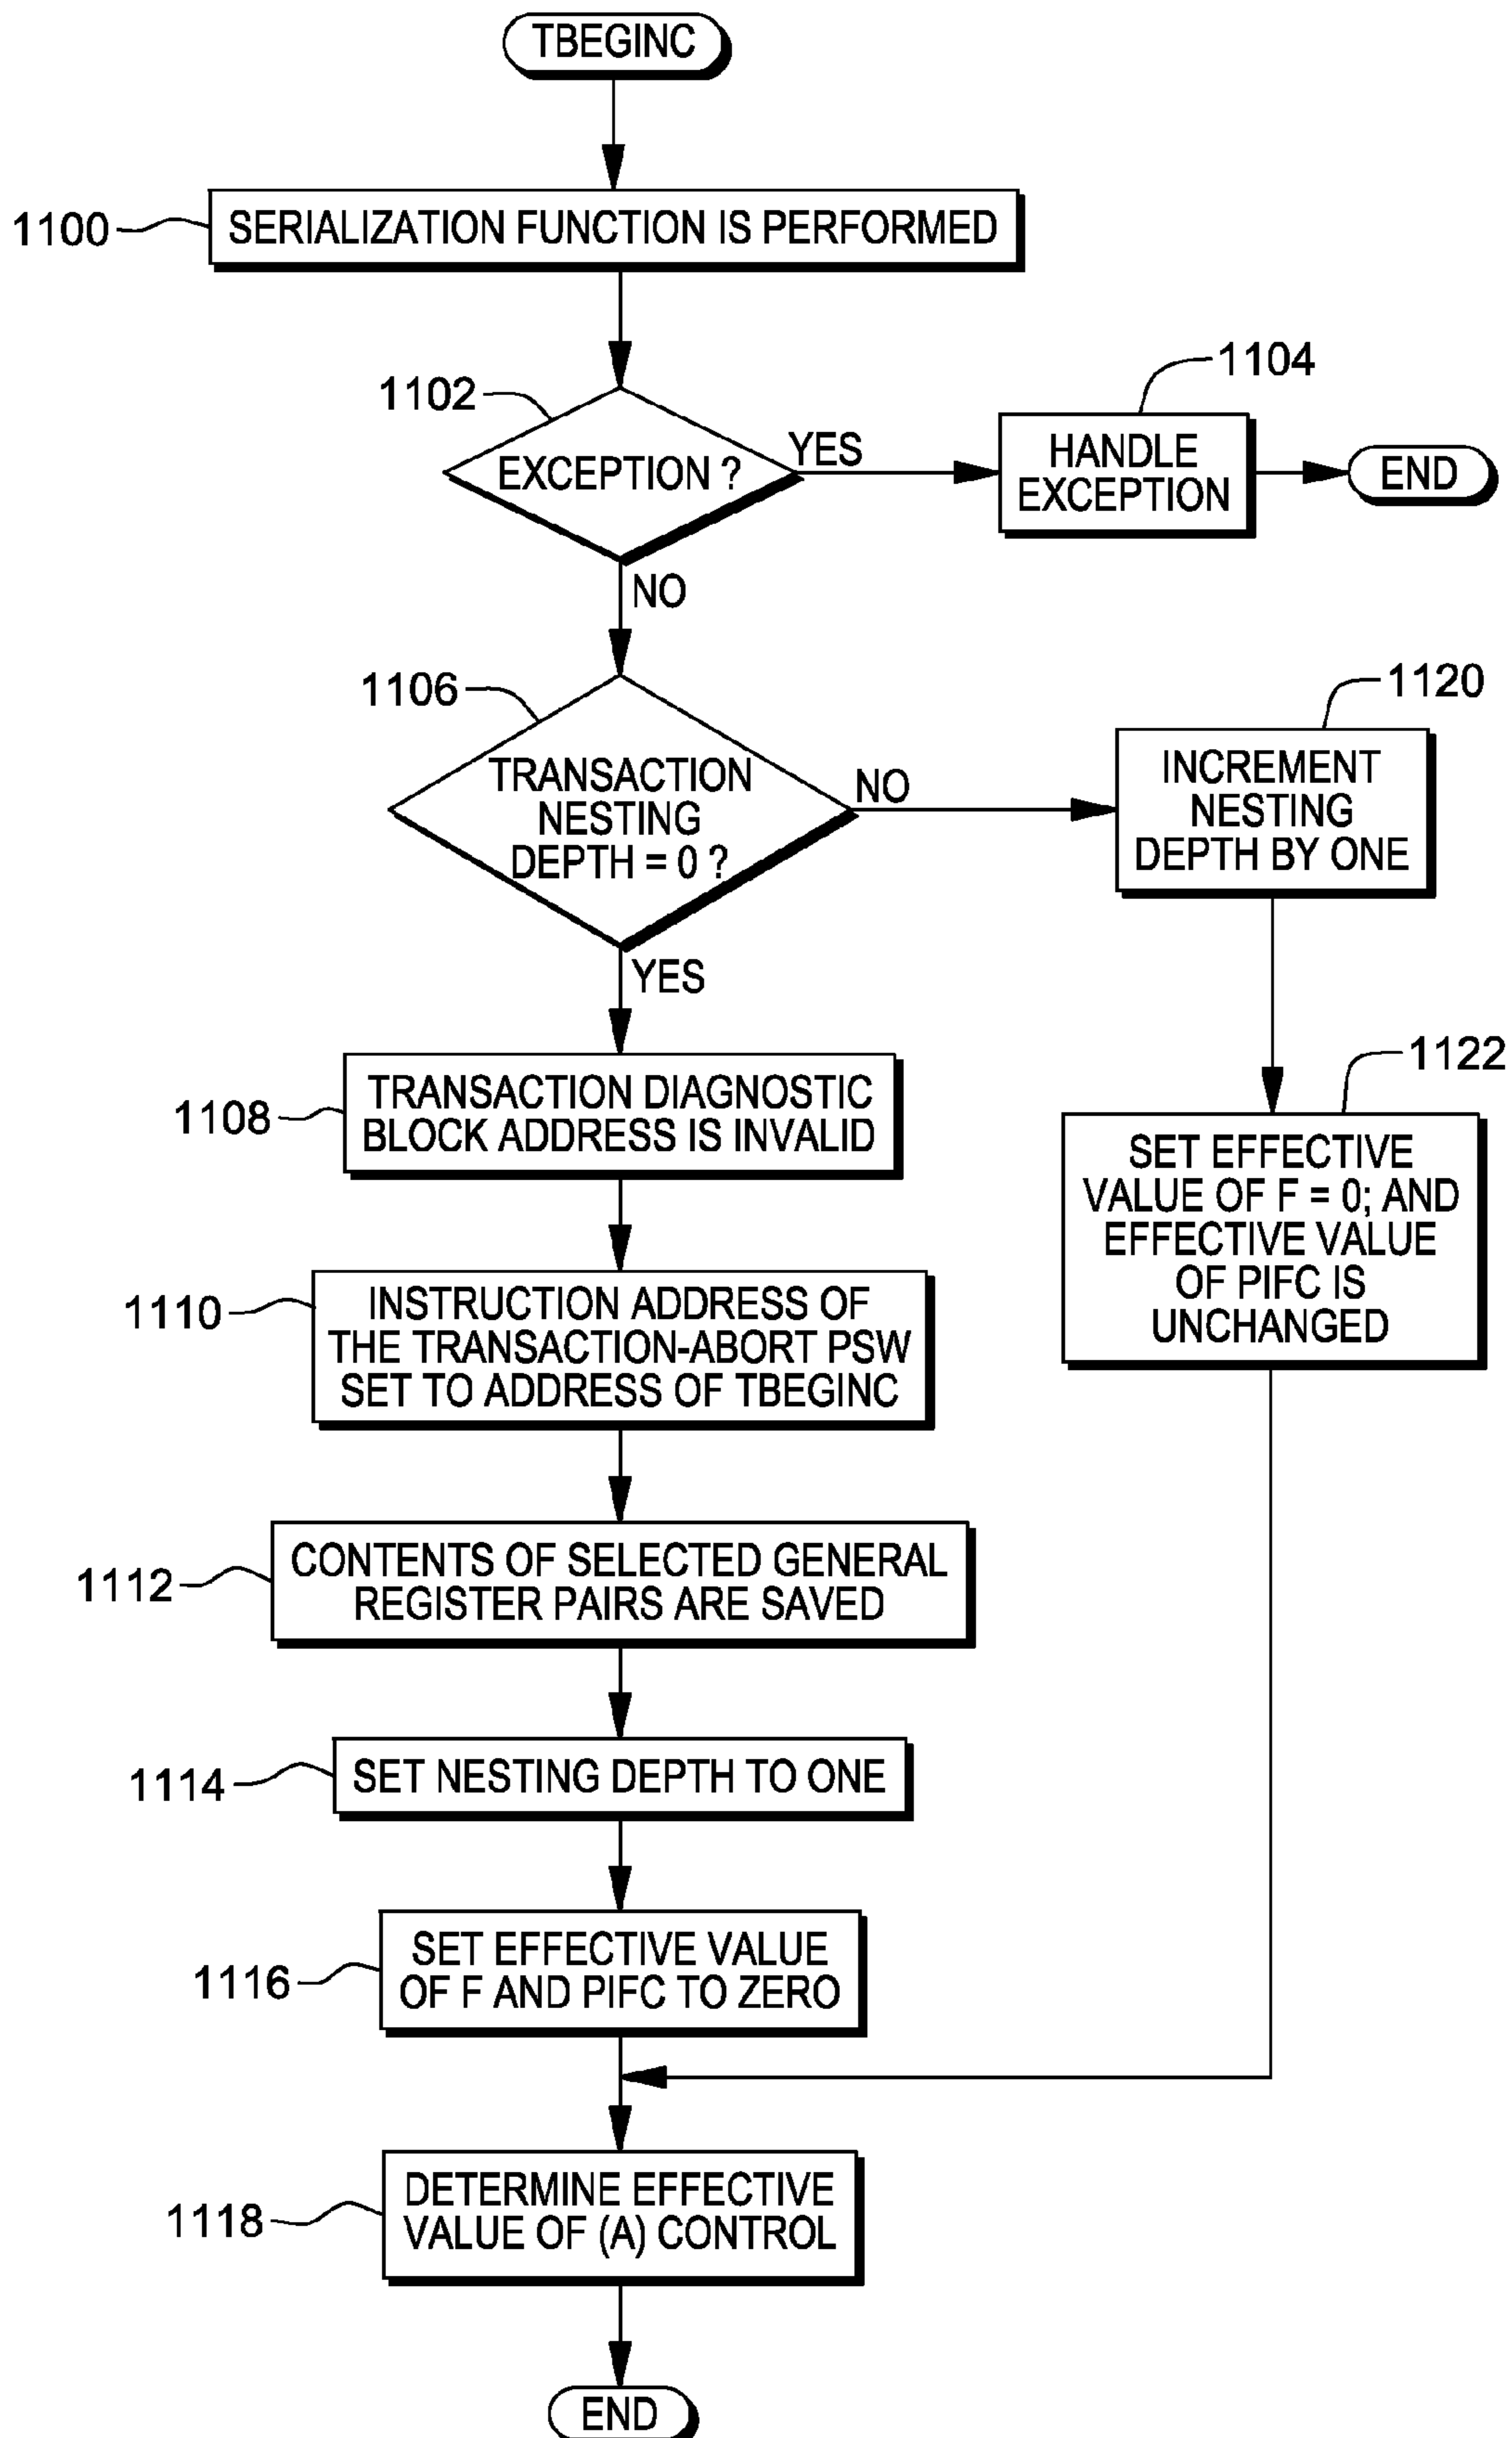 TBEGINC
1100
SERIALIZATION FUNCTION IS PERFORMED
1102
EXCEPTION ?
YES
1104
HANDLE
EXCEPTION
END
NO
1106
TRANSACTION
NESTING
DEPTH = 0 ?
NO
1120
INCREMENT
NESTING
DEPTH BY ONE
YES
1108
TRANSACTION DIAGNOSTIC
BLOCK ADDRESS IS INVALID
1122
SET EFFECTIVE
VALUE OF F = 0; AND
EFFECTIVE VALUE
OF PIFC IS
UNCHANGED
1110
INSTRUCTION ADDRESS OF
THE TRANSACTION-ABORT PSW
SET TO ADDRESS OF TBEGINC
1112
CONTENTS OF SELECTED GENERAL
REGISTER PAIRS ARE SAVED
1114
SET NESTING DEPTH TO ONE
1116
SET EFFECTIVE VALUE
OF F AND PIFC TO ZERO
1118
DETERMINE EFFECTIVE
VALUE OF (A) CONTROL
END